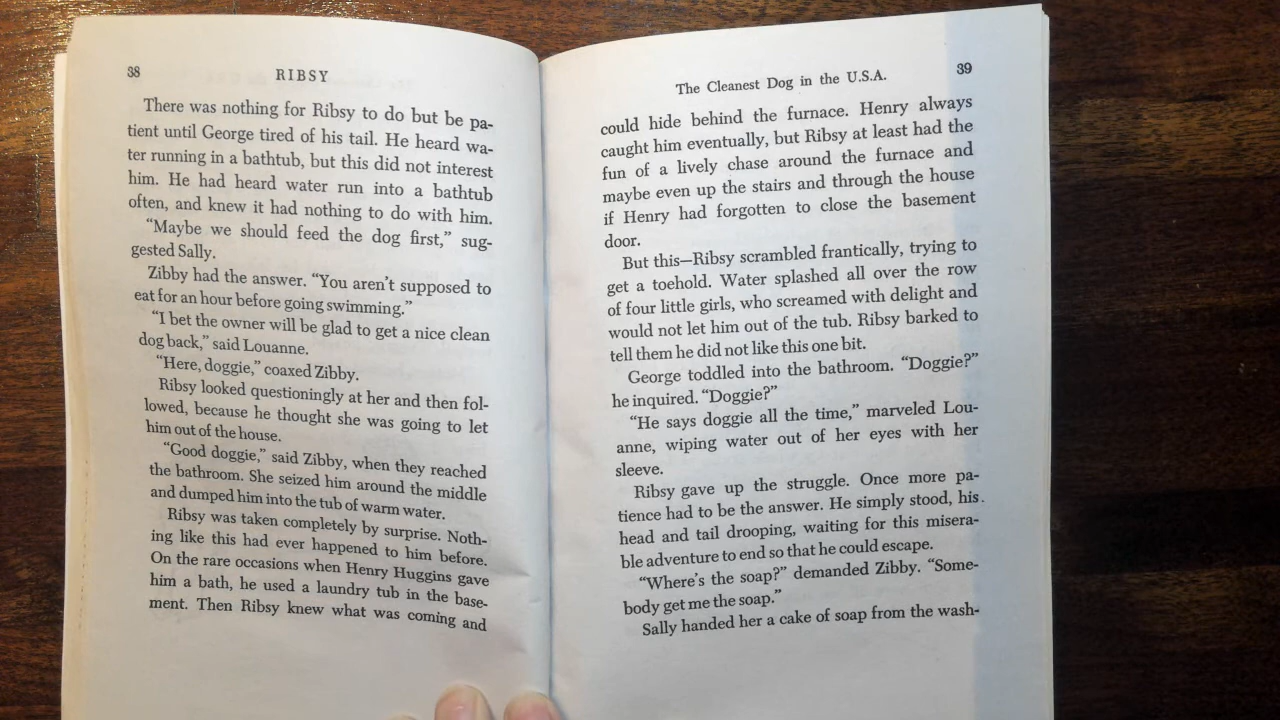 38
RIBSY
There was nothing for Ribsy to do but be pa-
tient until George tired of his tail. He heard wa-
ter running in a bathtub, but this did not interest
him. He had heard water run into a bathtub
often, and knew it had nothing to do with him.
“Maybe we should feed the dog first,” sug-
gested Sally.
Zibby had the answer. “You aren’t supposed to
eat for an hour before going swimming.”
“I bet the owner will be glad to get a nice clean
dog back,” said Louanne.
“Here, doggie,” coaxed Zibby.
Ribsy looked questioningly at her and then fol-
lowed, because he thought she was going to let
him out of the house.
“Good doggie,” said Zibby, when they reached
the bathroom. She seized him around the middle
and dumped him into the tub of warm water.
Ribsy was taken completely by surprise. Noth-
ing like this had ever happened to him before.
On the rare occasions when Henry Huggins gave
him a bath, he used a laundry tub in the base-
ment. Then Ribsy knew what was coming and
The Cleanest Dog in the U.S.A.
39
could hide behind the furnace. Henry always
caught him eventually, but Ribsy at least had the
fun of a lively chase around the furnace and
maybe even up the stairs and through the house
if Henry had forgotten to close the basement
door.
But this—Ribsy scrambled frantically, trying to
get a toehold. Water splashed all over the row
of four little girls, who screamed with delight and
would not let him out of the tub. Ribsy barked to
tell them he did not like this one bit.
George toddled into the bathroom. “Doggie?”
he inquired. “Doggie?”
“He says doggie all the time,” marveled Lou-
anne, wiping water out of her eyes with her
sleeve.
Ribsy gave up the struggle. Once more pa-
tience had to be the answer. He simply stood, his
head and tail drooping, waiting for this misera-
ble adventure to end so that he could escape.
“Where’s the soap?” demanded Zibby. “Some-
body get me the soap.”
Sally handed her a cake of soap from the wash-